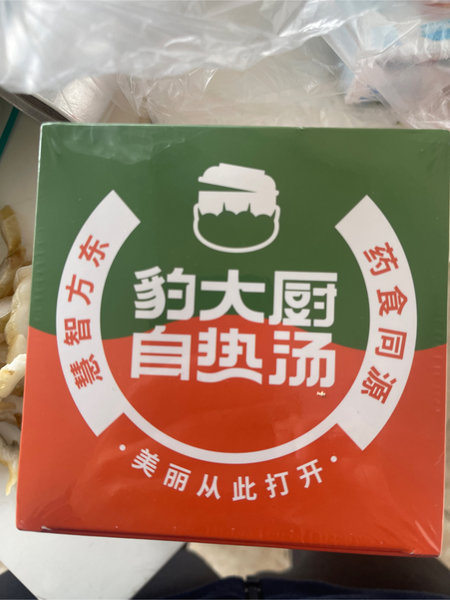 东方智慧
药食同源
豹大厨
自热汤
·美丽从此打开·